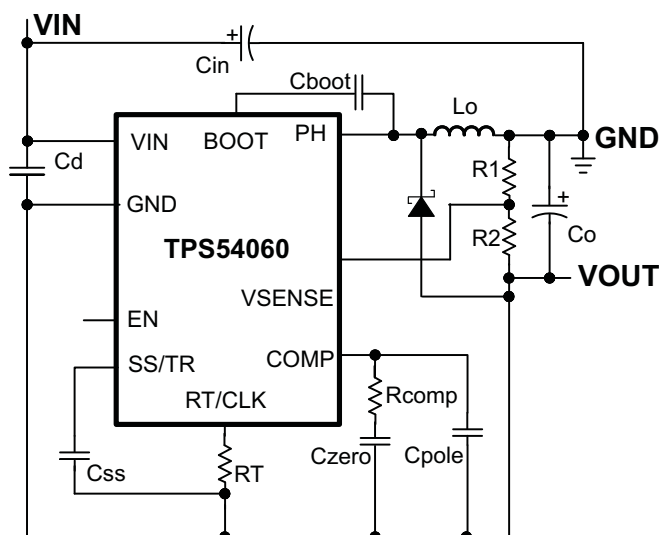 VIN
+
Cin
Cboot
Lo
VIN
BOOT
PH
GND
Cd
R1
GND
+
TPS54060
R2
Co
VOUT
VSENSE
EN
COMP
SS/TR
RT/CLK
Rcomp
Css
RT
Czero
Cpole